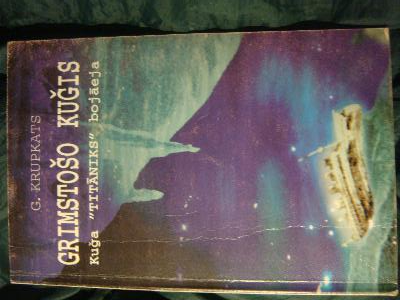 G. KRUPKATS
GRIMSTOŠO KUĢIS
Kuģa "TITĀNIKS" bojāeja